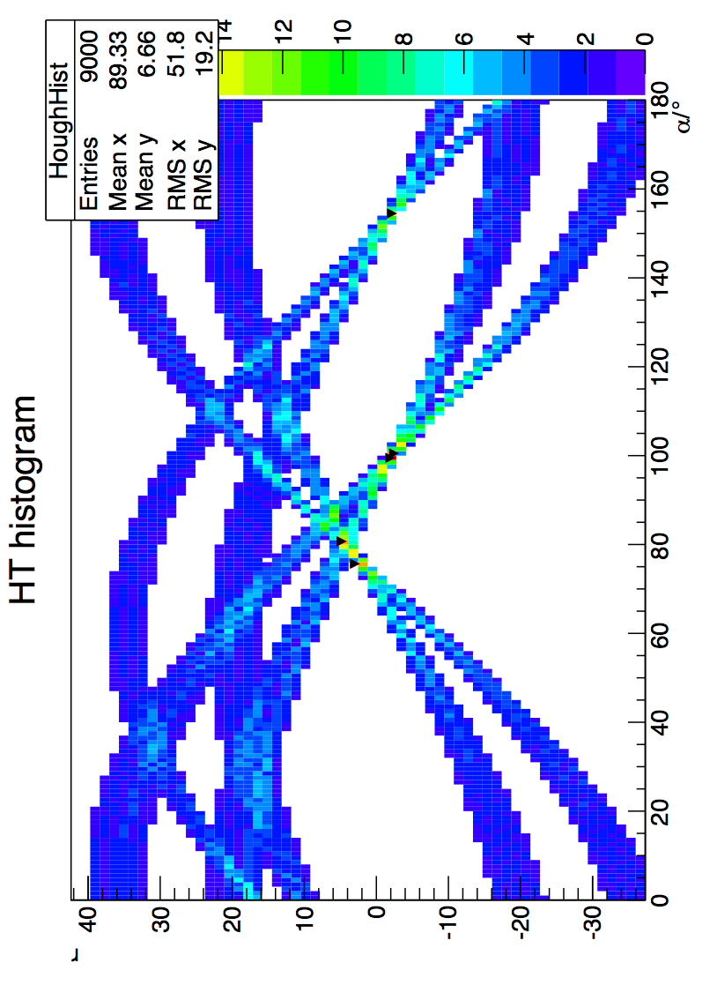 HT histogram
HoughHist
Entries 9000
Mean x 89.33
Mean y 6.66
RMS x 51.8
RMS y 19.2
r
40
30
20
10
0
-10
-20
-30
0 20 40 60 80 100 120 140 160 180
α/°
14
12
10
8
6
4
2
0